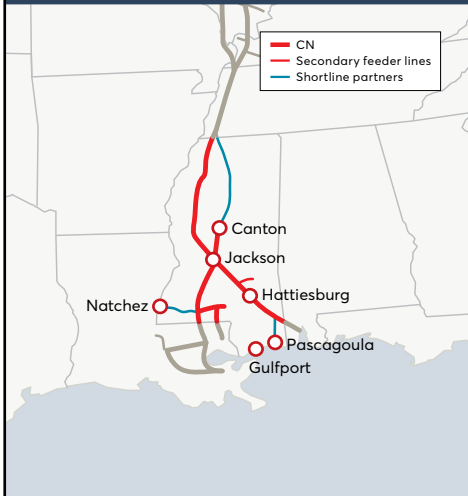 CN
Secondary feeder lines
Shortline partners
Canton
Jackson
Hattiesburg
Natchez
Pascagoula
Gulfport